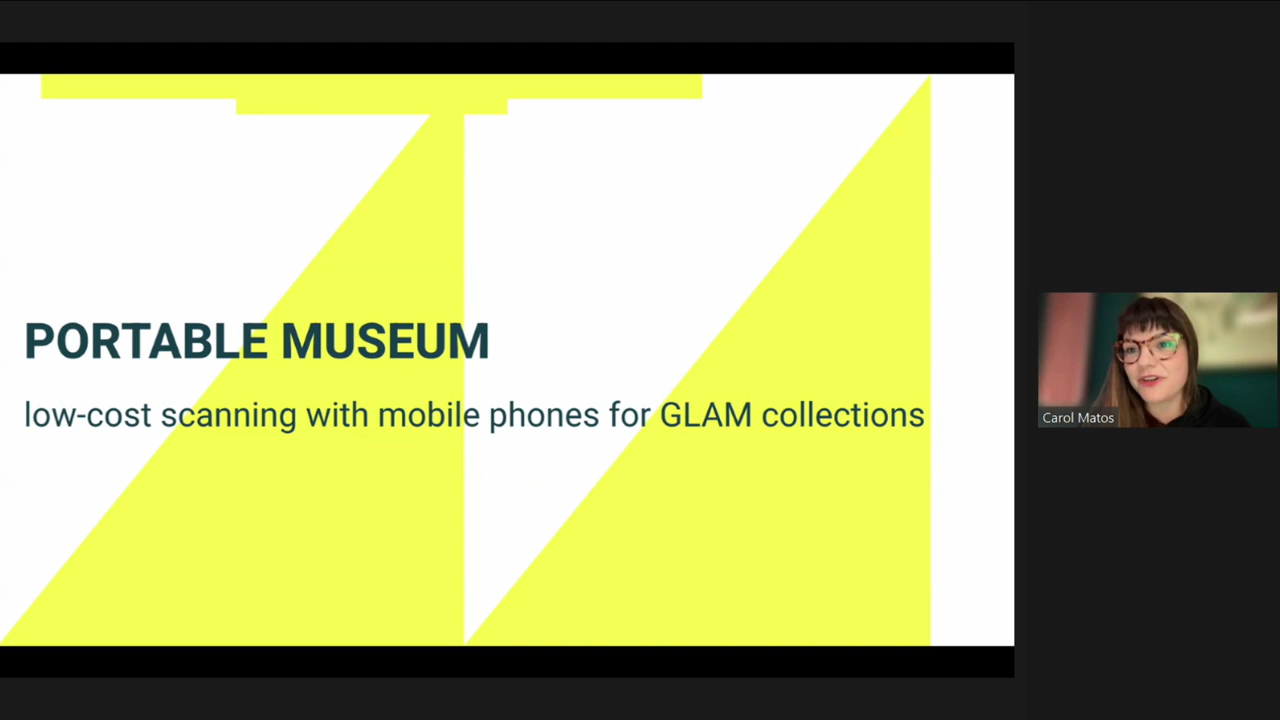 PORTABLE MUSEUM
low-cost scanning with mobile phones for GLAM collections
Carol Matos